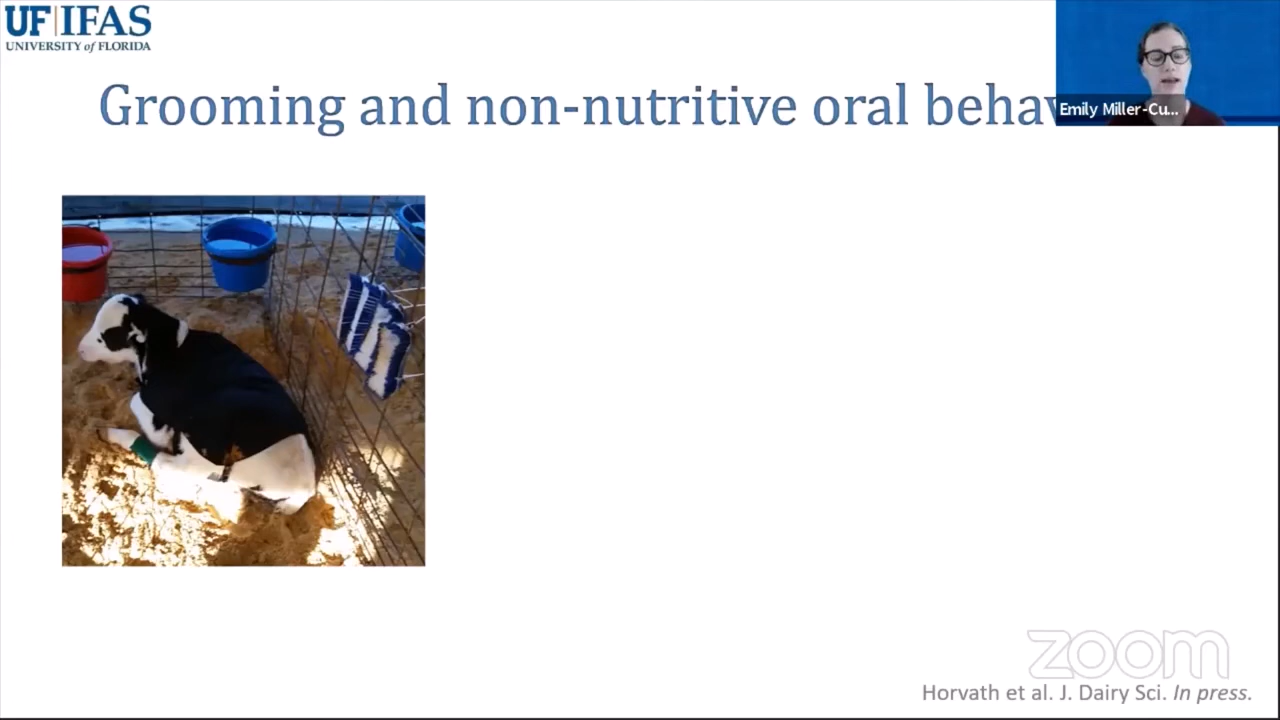 UF|IFAS
UNIVERSITY of FLORIDA
Grooming and non-nutritive oral behav
Emily Miller-Cu...
zoom
Horvath et al. J. Dairy Sci. In press.